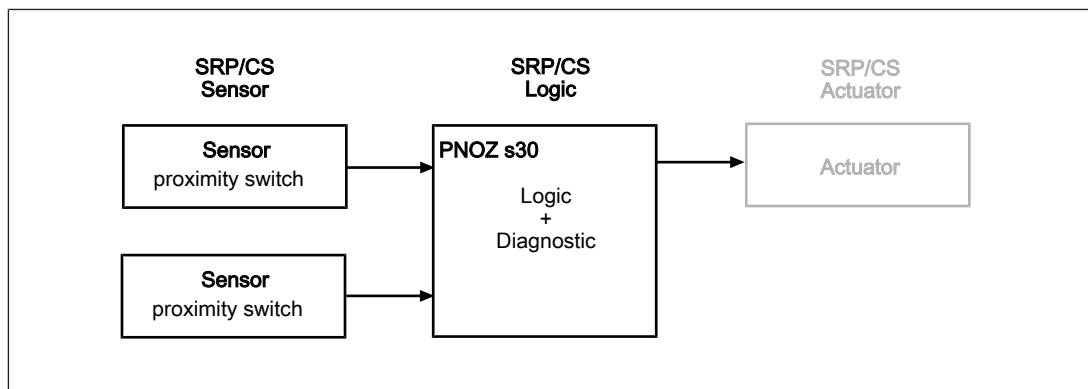 SRP/CS
Sensor
SRP/CS
Logic
SRP/CS
Actuator
Sensor
proximity switch
PNOZ s30
Logic
+
Diagnostic
Actuator
Sensor
proximity switch